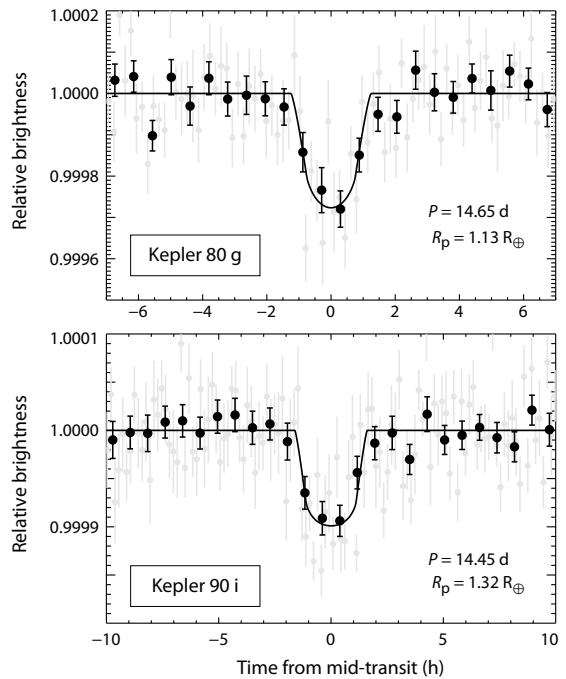 1.0002
1.0000
0.9998
0.9996
Relative brightness
P = 14.65 d
Rp = 1.13 R⊕
Kepler 80 g
−6 −4 −2 0 2 4 6
1.0001
1.0000
0.9999
Relative brightness
P = 14.45 d
Rp = 1.32 R⊕
Kepler 90 i
−10 −5 0 5 10
Time from mid-transit (h)